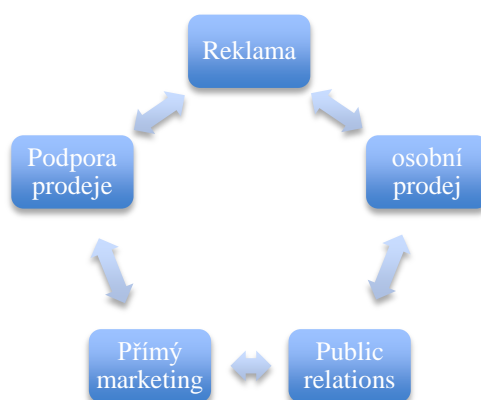 Reklama
Podpora
prodeje
osobní
prodej
Přímý
marketing
Public
relations